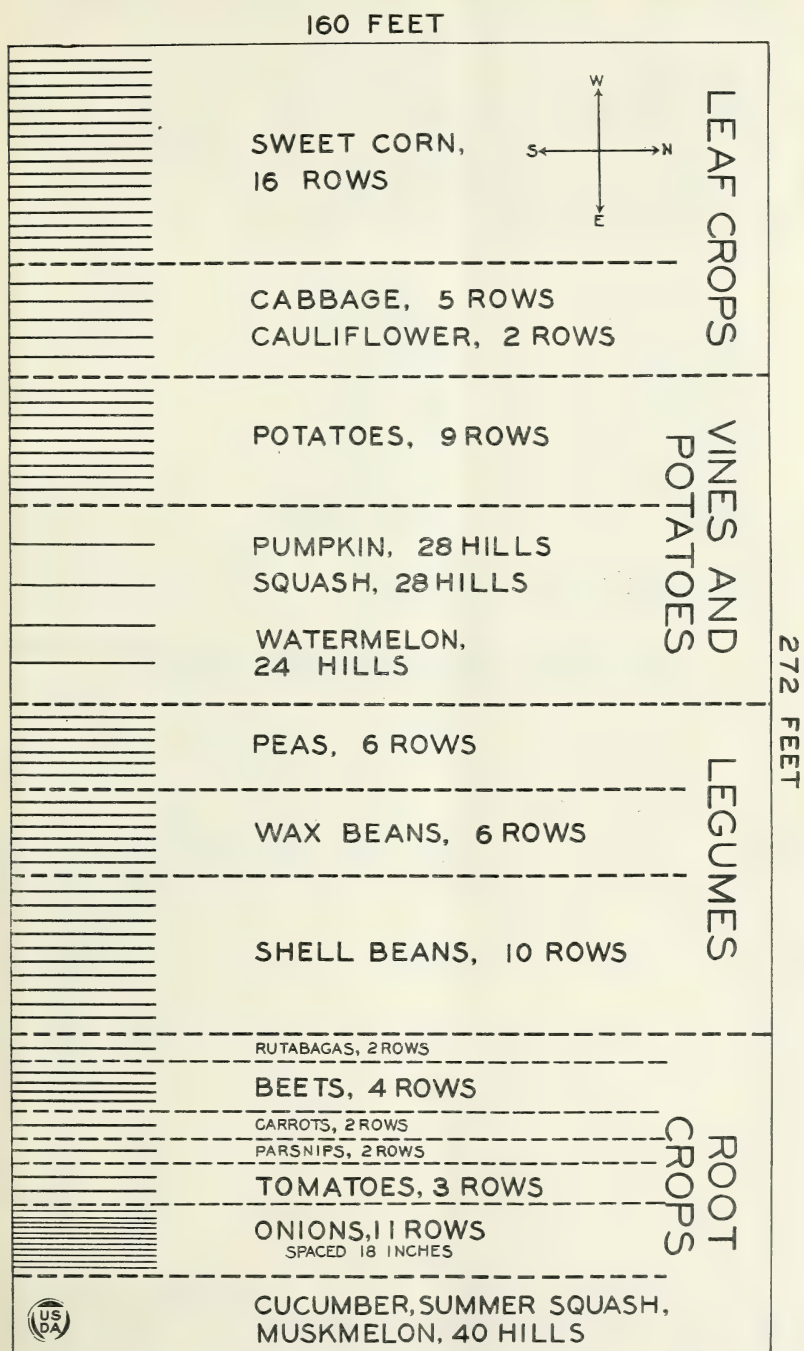 160 FEET
W
S N
E
SWEET CORN,
16 ROWS
LEAF CROPS
CABBAGE, 5 ROWS
CAULIFLOWER, 2 ROWS
POTATOES, 9 ROWS
VINES AND
POTATOES
PUMPKIN, 28 HILLS
SQUASH, 28 HILLS
WATERMELON,
24 HILLS
272 FEET
PEAS, 6 ROWS
LEGUMES
WAX BEANS, 6 ROWS
SHELL BEANS, 10 ROWS
RUTABAGAS, 2 ROWS
BEETS, 4 ROWS
CARROTS, 2 ROWS
PARSNIPS, 2 ROWS
ROOT
CROPS
TOMATOES, 3 ROWS
ONIONS, 11 ROWS
SPACED 18 INCHES
CUCUMBER, SUMMER SQUASH,
MUSKMELON, 40 HILLS
US
DA